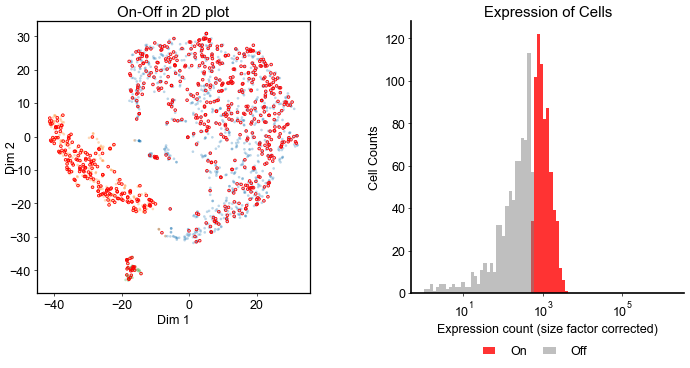 On-Off in 2D plot
Expression of Cells
30
20
10
0
−10
−20
−30
−40
Dim 2
−40 −20 0 20
Dim 1
120
100
80
60
40
20
0
Cell Counts
10^1 10^3 10^5
Expression count (size factor corrected)
On Off